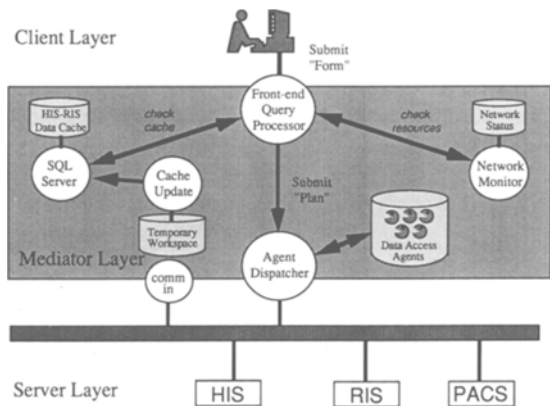 Client Layer
Submit
"Form"
HIS-RIS
Data Cache
check
cache
Front-end
Query
Processor
check
resources
Network
Status
SQL
Server
Cache
Update
Submit
"Plan"
Network
Monitor
Temporary
Workspace
Data Access
Agents
Mediator Layer
Agent
Dispatcher
comm
in
Server Layer
HIS
RIS
PACS